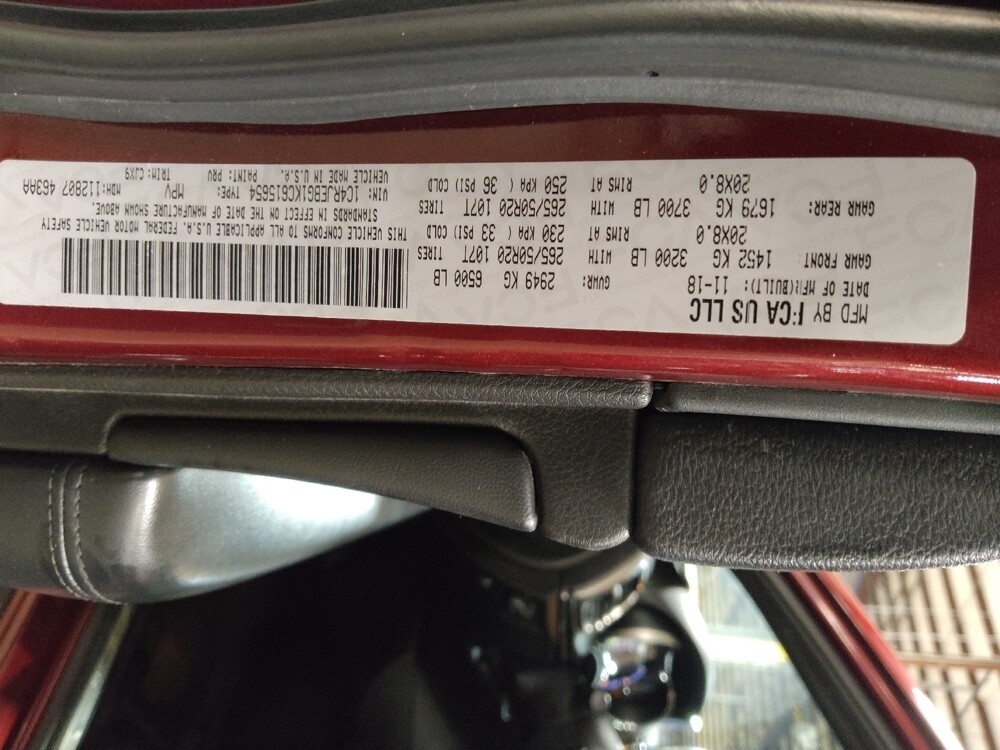 MFD BY FCA US LLC
DATE OF MFR(BUILT): 11-18 GVWR: 2949 KG 6500 LB
GAWR FRONT 1452 KG 3200 LB WITH 265/50R20 107T TIRES
20X8.0 RIMS AT 230 KPA ( 33 PSI) COLD
GAWR REAR: 1679 KG 3700 LB WITH 265/50R20 107T TIRES
20X8.0 RIMS AT 250 KPA ( 36 PSI) COLD
THIS VEHICLE CONFORMS TO ALL APPLICABLE U.S.A. FEDERAL MOTOR VEHICLE SAFETY
STANDARDS IN EFFECT ON THE DATE OF MANUFACTURE SHOWN ABOVE.
VIN: 1C4RJEBG1KC615654 TYPE: MPV MDH:112807 463AA
VEHICLE MADE IN U.S.A. PAINT: PRV TRIM: CJX9